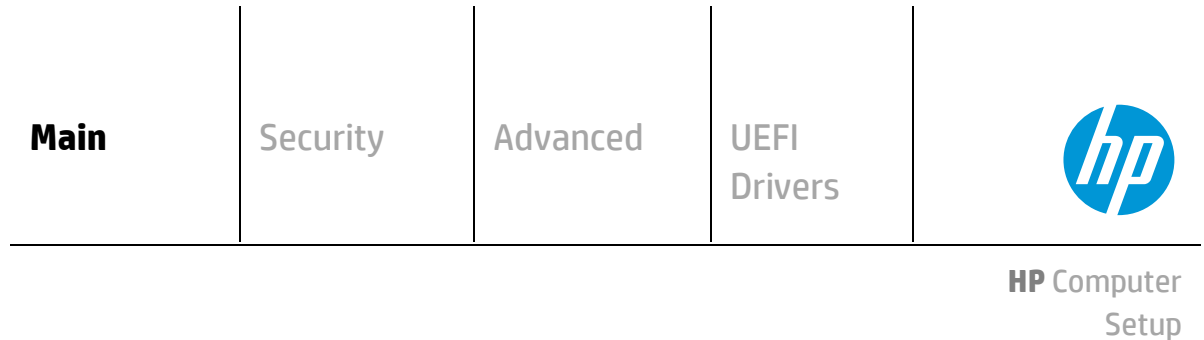 Main
Security
Advanced
UEFI
Drivers
hp
HP Computer
Setup